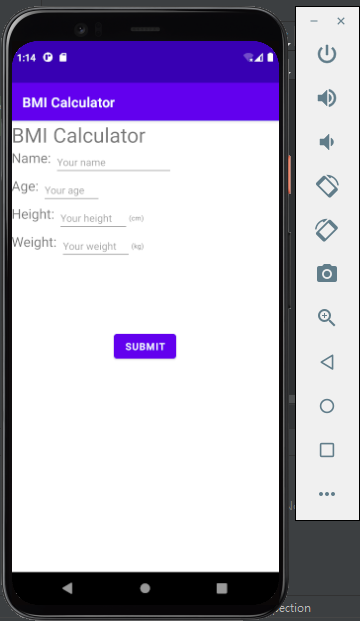 1:14
BMI Calculator
BMI Calculator
Name: Your name
Age: Your age
Height: Your height (cm)
Weight: Your weight (kg)
SUBMIT
ection